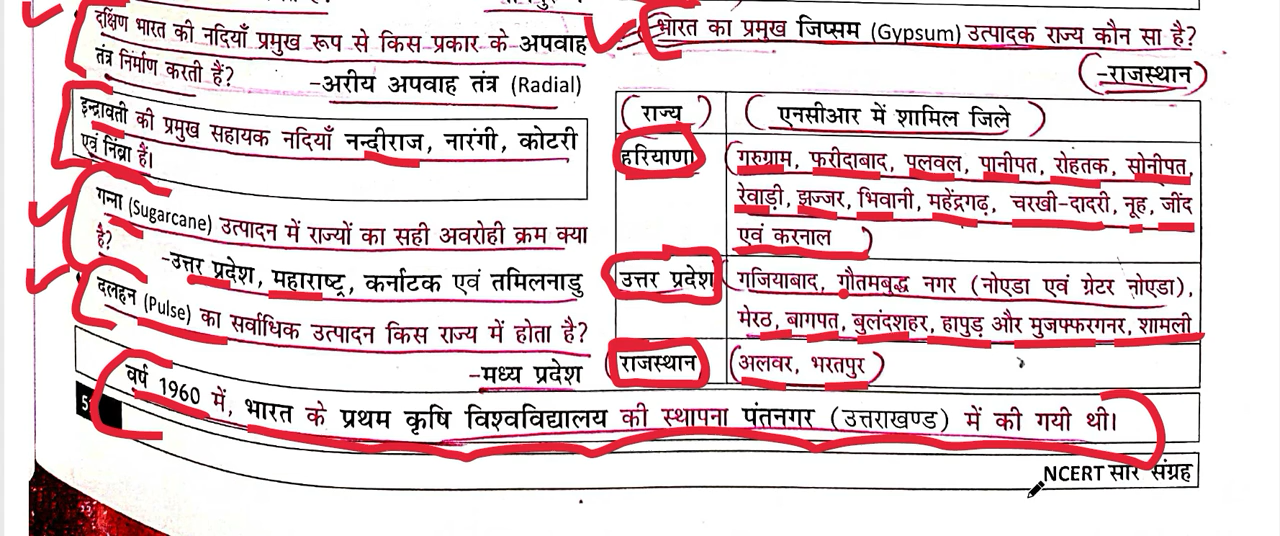 दक्षिण भारत की नदियाँ प्रमुख रूप से किस प्रकार के अपवाह
तंत्र निर्माण करती हैं?
-अरीय अपवाह तंत्र (Radial)
इन्द्रावती की प्रमुख सहायक नदियाँ नन्दीराज, नारंगी, कोटरी
एवं निंब्रा हैं।
गन्ना (Sugarcane) उत्पादन में राज्यों का सही अवरोही क्रम क्या
है?
-उत्तर प्रदेश, महाराष्ट्र, कर्नाटक एवं तमिलनाडु
दलहन (Pulse) का सर्वाधिक उत्पादन किस राज्य में होता है?
-मध्य प्रदेश
भारत का प्रमुख जिप्सम (Gypsum) उत्पादक राज्य कौन सा है?
-राजस्थान
राज्य एनसीआर में शामिल जिले
हरियाणा गरुग्राम, फरीदाबाद, पलवल, पानीपत, रोहतक, सोनीपत,
रेवाड़ी, झज्जर, भिवानी, महेंद्रगढ़, चरखी-दादरी, नूह, जींद
एवं करनाल
उत्तर प्रदेश गजियाबाद, गौतमबुद्ध नगर (नोएडा एवं ग्रेटर नोएडा),
मेरठ, बागपत, बुलंदशहर, हापुड़ और मुजफ्फरगनर, शामली
राजस्थान अलवर, भरतपुर
वर्ष 1960 में, भारत के प्रथम कृषि विश्वविद्यालय की स्थापना पंतनगर (उत्तराखण्ड) में की गयी थी।
NCERT सार संग्रह